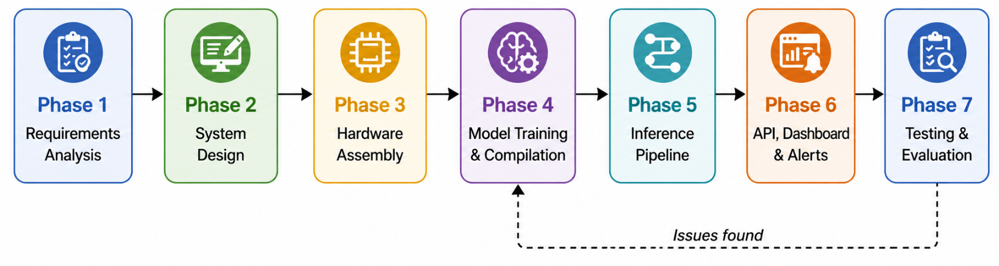 Phase 1
Requirements
Analysis
Phase 2
System
Design
Phase 3
Hardware
Assembly
Phase 4
Model Training
& Compilation
Phase 5
Inference
Pipeline
Phase 6
API, Dashboard
& Alerts
Phase 7
Testing &
Evaluation
Issues found